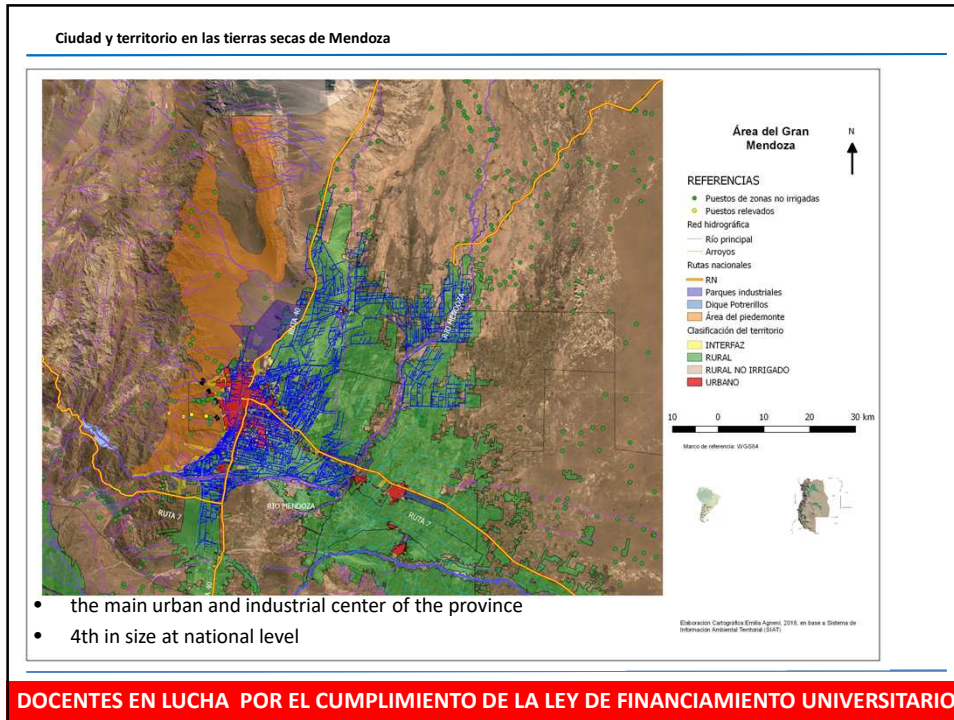 Ciudad y territorio en las tierras secas de Mendoza
Área del Gran
Mendoza
N
REFERENCIAS
Puestos de zonas no irrigadas
Puestos relevados
Red hidrográfica
Río principal
Arroyos
Rutas nacionales
RN
Parques industriales
Dique Potrerillos
Área del piedemonte
Clasificación del territorio
INTERFAZ
RURAL
RURAL NO IRRIGADO
URBANO
10 0 10 20 30 km
Marco de referencia: WGS84
RUTA 40
RIO MENDOZA
RUTA 7
RIO MENDOZA
RUTA 7
• the main urban and industrial center of the province
• 4th in size at national level
Elaboración Cartográfica:Emilia Agneni, 2018, en base a Sistema de
Información Ambiental Territorial (SIAT)
DOCENTES EN LUCHA POR EL CUMPLIMIENTO DE LA LEY DE FINANCIAMIENTO UNIVERSITARIO